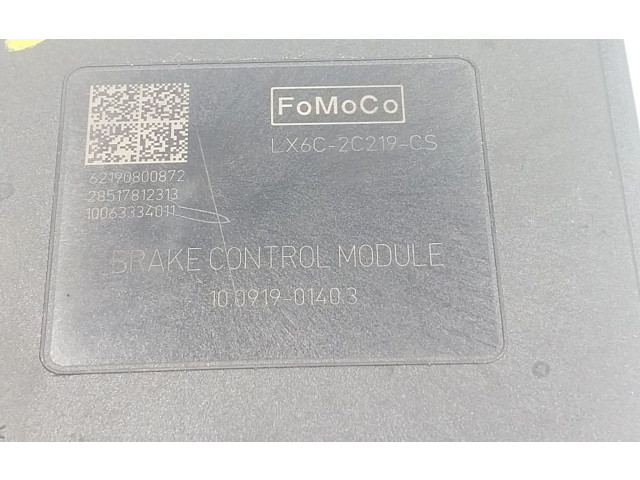 FoMoCo
LX6C-2C219-CS
62190800872
28517812313
10063334011
BRAKE CONTROL MODULE
10.0919-0140.3